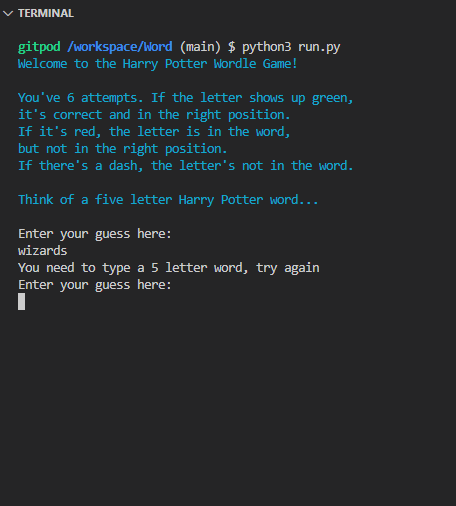 TERMINAL
gitpod /workspace/Word (main) $ python3 run.py
Welcome to the Harry Potter Wordle Game!
You've 6 attempts. If the letter shows up green,
it's correct and in the right position.
If it's red, the letter is in the word,
but not in the right position.
If there's a dash, the letter's not in the word.
Think of a five letter Harry Potter word...
Enter your guess here:
wizards
You need to type a 5 letter word, try again
Enter your guess here: